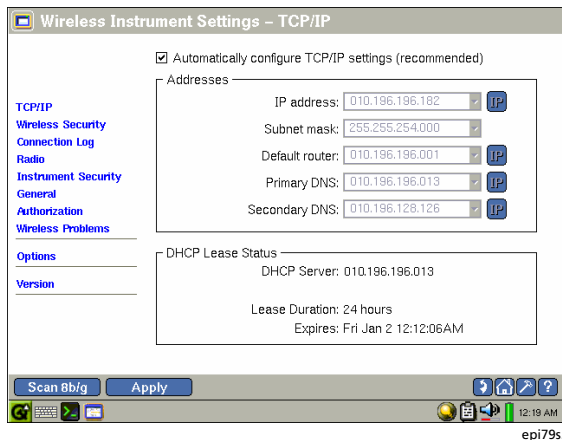 Wireless Instrument Settings – TCP/IP
Automatically configure TCP/IP settings (recommended)
TCP/IP
Wireless Security
Connection Log
Radio
Instrument Security
General
Authorization
Wireless Problems
Options
Version
Addresses
IP address: 010.196.196.182 IP
Subnet mask: 255.255.254.000
Default router: 010.196.196.001 IP
Primary DNS: 010.196.196.013 IP
Secondary DNS: 010.196.128.126 IP
DHCP Lease Status
DHCP Server: 010.196.196.013
Lease Duration: 24 hours
Expires: Fri Jan 2 12:12:06AM
Scan 8b/g Apply ?
12:19 AM
epi79s